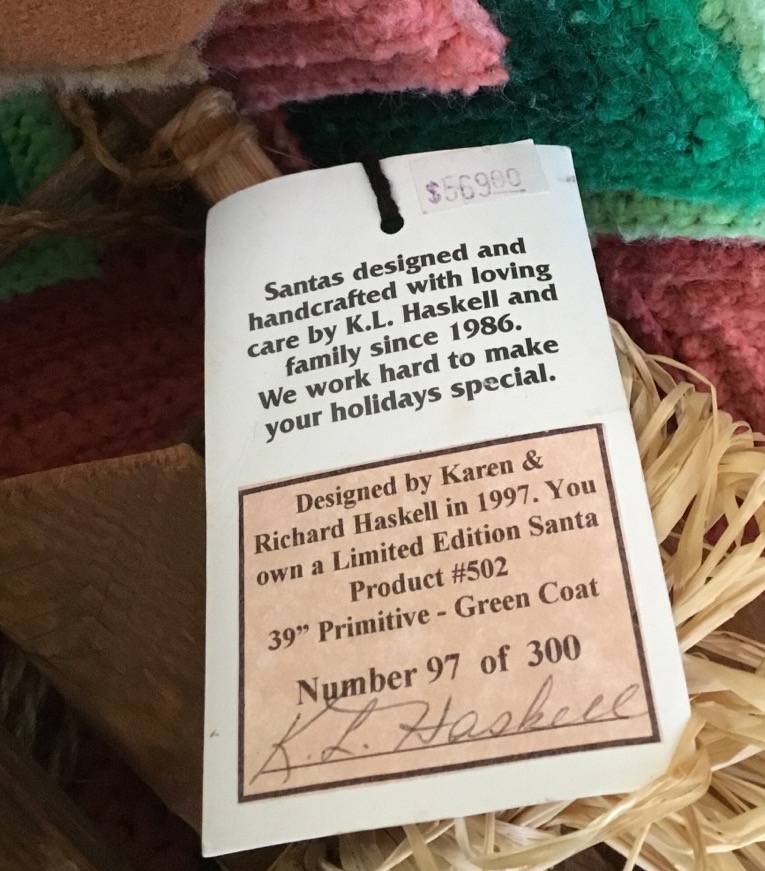 $56900
Santas designed and
handcrafted with loving
care by K.L. Haskell and
family since 1986.
We work hard to make
your holidays special.
Designed by Karen &
Richard Haskell in 1997. You
own a Limited Edition Santa
Product #502
39” Primitive - Green Coat
Number 97 of 300
K.L. Haskell